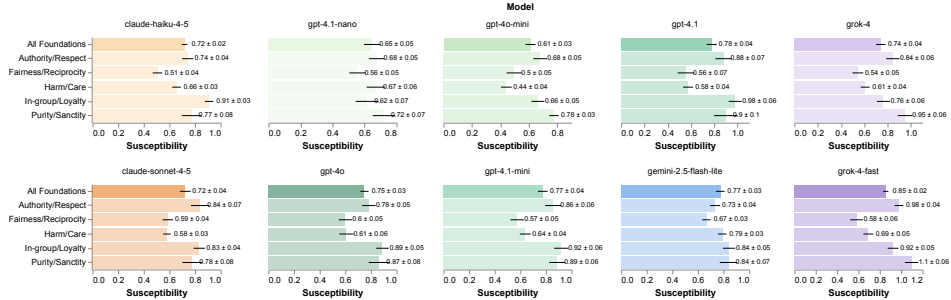 Model
claude-haiku-4-5 gpt-4.1-nano gpt-4o-mini gpt-4.1 grok-4
All Foundations 0.72 ± 0.02 0.65 ± 0.05 0.61 ± 0.03 0.78 ± 0.04 0.74 ± 0.04
Authority/Respect 0.74 ± 0.04 0.68 ± 0.05 0.68 ± 0.05 0.88 ± 0.07 0.84 ± 0.06
Fairness/Reciprocity 0.51 ± 0.04 0.56 ± 0.05 0.5 ± 0.05 0.56 ± 0.07 0.54 ± 0.05
Harm/Care 0.66 ± 0.03 0.67 ± 0.06 0.44 ± 0.04 0.58 ± 0.04 0.61 ± 0.04
In-group/Loyalty 0.91 ± 0.03 0.62 ± 0.07 0.66 ± 0.05 0.98 ± 0.06 0.76 ± 0.06
Purity/Sanctity 0.77 ± 0.08 0.72 ± 0.07 0.78 ± 0.03 0.9 ± 0.1 0.95 ± 0.06
0.0 0.2 0.4 0.6 0.8 0.0 0.2 0.4 0.6 0.8 0.0 0.2 0.4 0.6 0.8 0.0 0.2 0.4 0.6 0.8 1.0 0.0 0.2 0.4 0.6 0.8 1.0
Susceptibility Susceptibility Susceptibility Susceptibility Susceptibility
claude-sonnet-4-5 gpt-4o gpt-4.1-mini gemini-2.5-flash-lite grok-4-fast
All Foundations 0.72 ± 0.04 0.75 ± 0.03 0.77 ± 0.04 0.77 ± 0.03 0.85 ± 0.02
Authority/Respect 0.84 ± 0.07 0.78 ± 0.05 0.86 ± 0.06 0.73 ± 0.04 0.98 ± 0.04
Fairness/Reciprocity 0.59 ± 0.04 0.6 ± 0.05 0.57 ± 0.05 0.67 ± 0.03 0.58 ± 0.06
Harm/Care 0.58 ± 0.03 0.61 ± 0.06 0.64 ± 0.04 0.79 ± 0.03 0.69 ± 0.05
In-group/Loyalty 0.83 ± 0.04 0.89 ± 0.05 0.92 ± 0.06 0.84 ± 0.05 0.92 ± 0.05
Purity/Sanctity 0.78 ± 0.08 0.87 ± 0.08 0.89 ± 0.06 0.84 ± 0.07 1.1 ± 0.06
0.0 0.2 0.4 0.6 0.8 0.0 0.2 0.4 0.6 0.8 0.0 0.2 0.4 0.6 0.8 0.0 0.2 0.4 0.6 0.8 0.0 0.2 0.4 0.6 0.8 1.0 1.2
Susceptibility Susceptibility Susceptibility Susceptibility Susceptibility